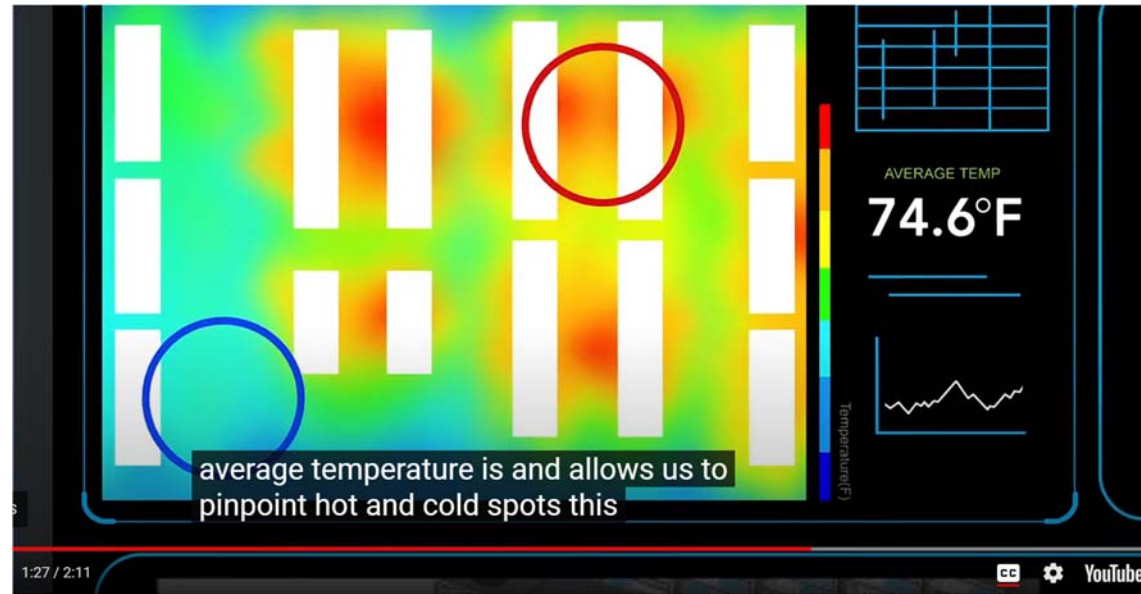 AVERAGE TEMP
74.6°F
Temperature(F)
average temperature is and allows us to
pinpoint hot and cold spots this
s
1:27 / 2:11
CC
YouTube